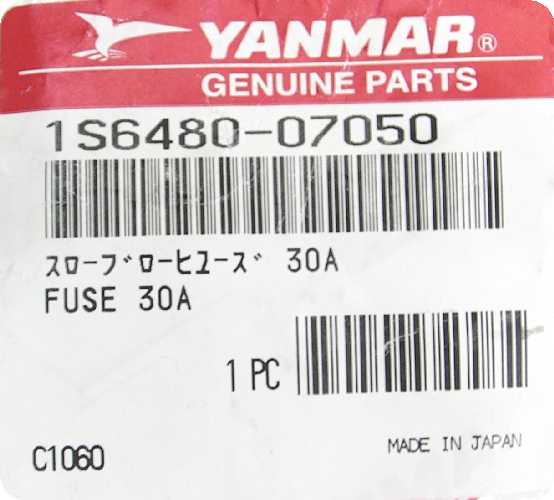 YANMAR®
GENUINE PARTS
1S6480-07050
ｽﾛｰﾌﾞﾛｰﾋユｰｽﾞ 30A
FUSE 30A
1 PC
C1060
MADE IN JAPAN